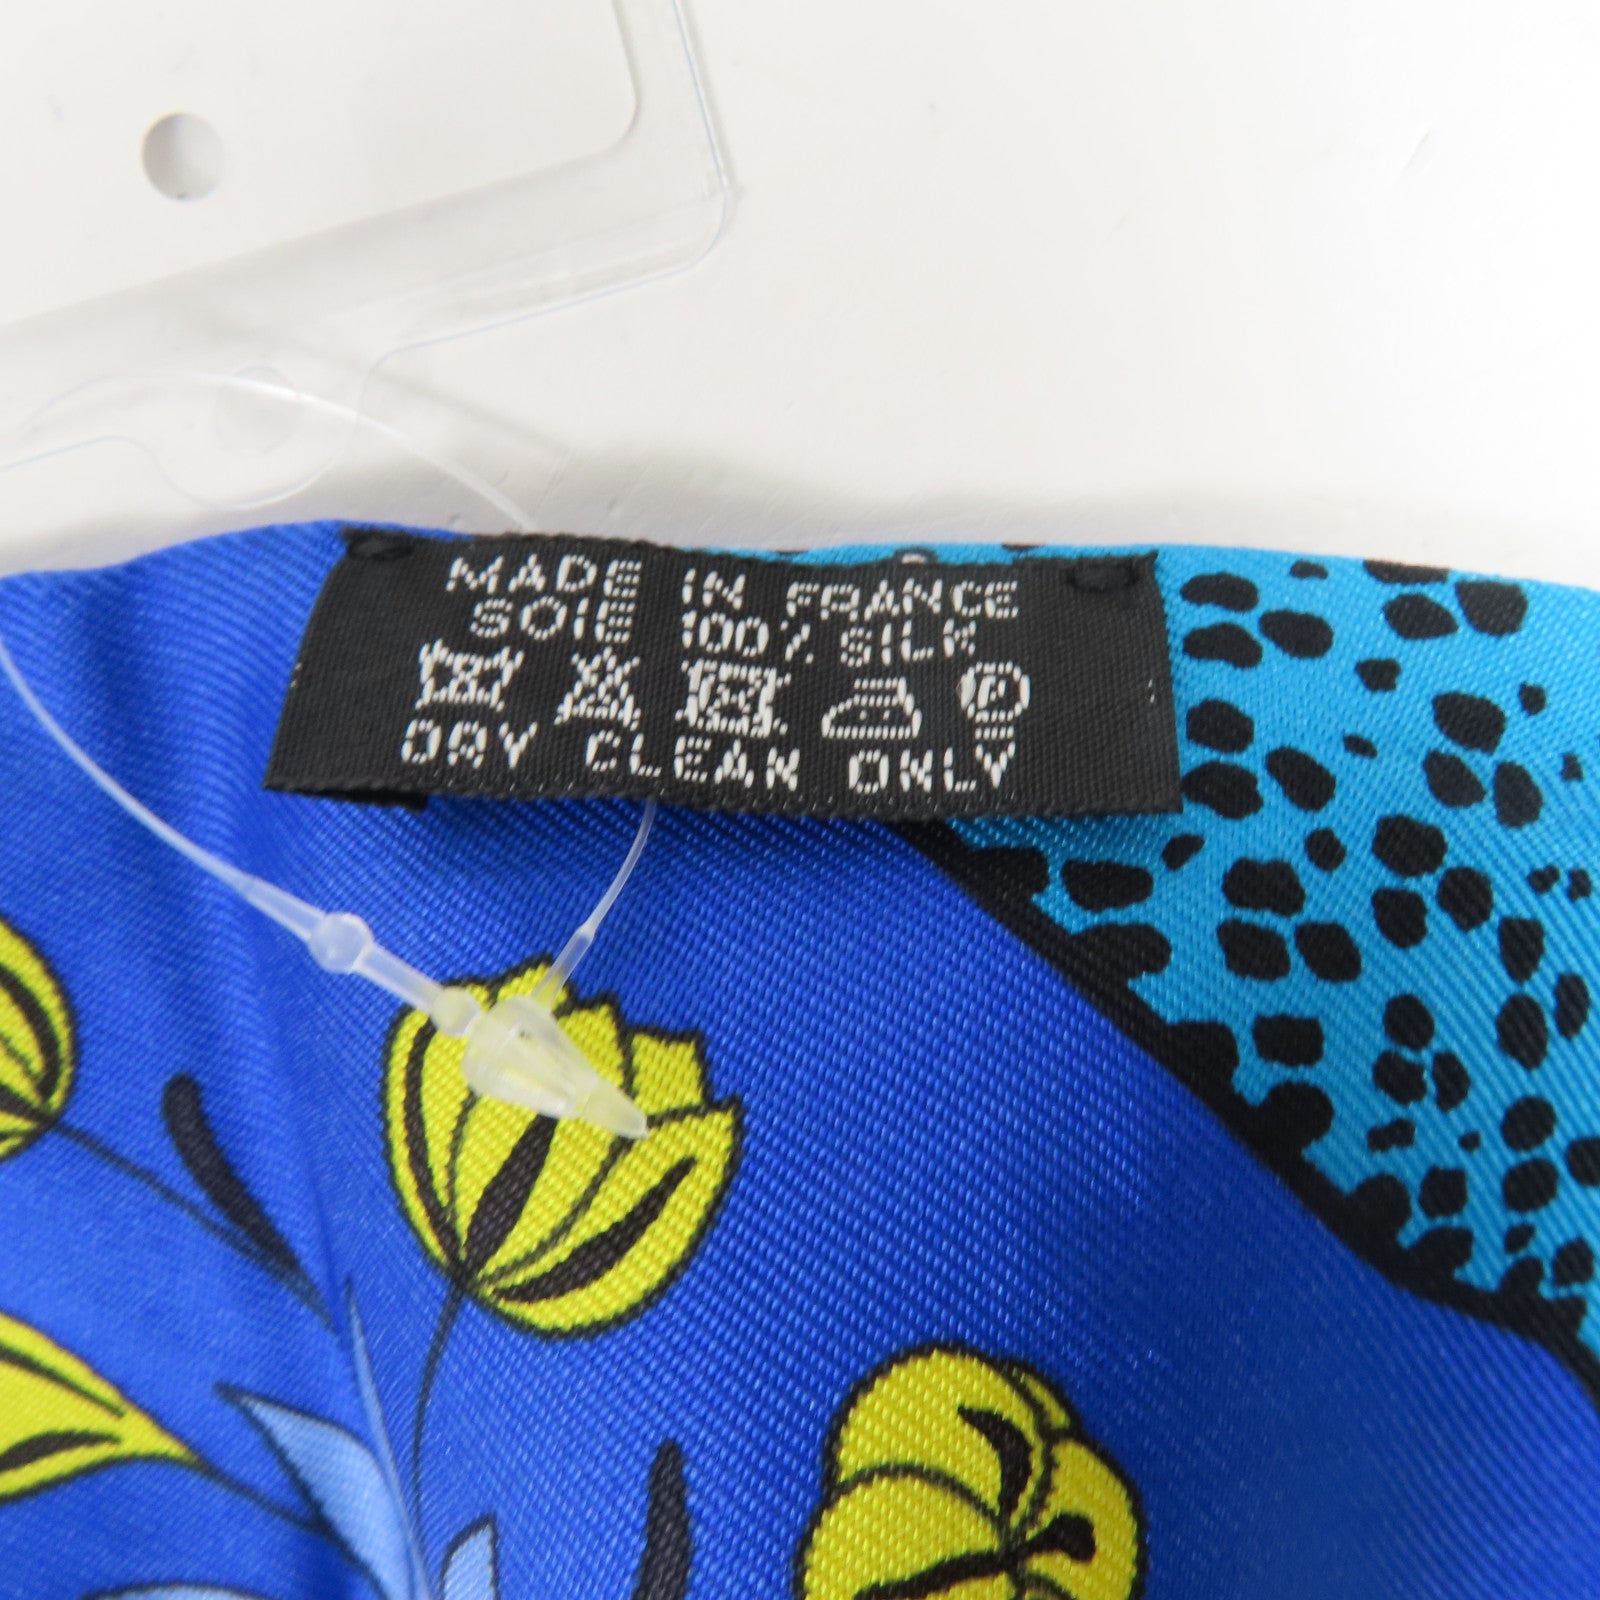 MADE IN FRANCE
SOIE 100% SILK
P
DRY CLEAN ONLY